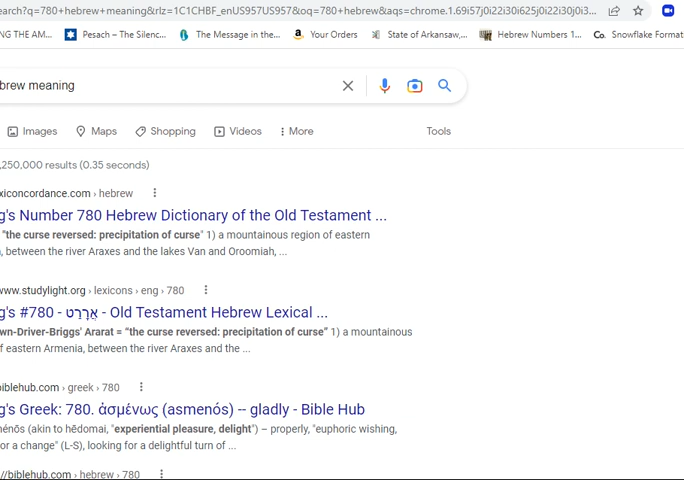 earch?q=780+hebrew+meaning&rlz=1C1CHBF_enUS957US957&oq=780+hebrew&aqs=chrome.1.69i57j0i22i30i625j0i22i30j0i3...
NG THE AM... Pesach – The Silenc... The Message in the... Your Orders State of Arkansaw,... Hebrew Numbers 1... Co. Snowflake Format
brew meaning
Images Maps Shopping Videos More Tools
,250,000 results (0.35 seconds)
xiconcordance.com › hebrew
g's Number 780 Hebrew Dictionary of the Old Testament ...
"the curse reversed: precipitation of curse" 1) a mountainous region of eastern
, between the river Araxes and the lakes Van and Oroomiah, ...
www.studylight.org › lexicons › eng › 780
g's #780 - אֲרָרַט - Old Testament Hebrew Lexical ...
wn-Driver-Briggs' Ararat = "the curse reversed: precipitation of curse" 1) a mountainous
f eastern Armenia, between the river Araxes and the ...
biblehub.com › greek › 780
g's Greek: 780. ἀσμένως (asmenós) -- gladly - Bible Hub
ménōs (akin to hēdomai, "experiential pleasure, delight") – properly, "euphoric wishing,
or a change" (L-S), looking for a delightful turn of ...
//biblehub.com › hebrew › 780